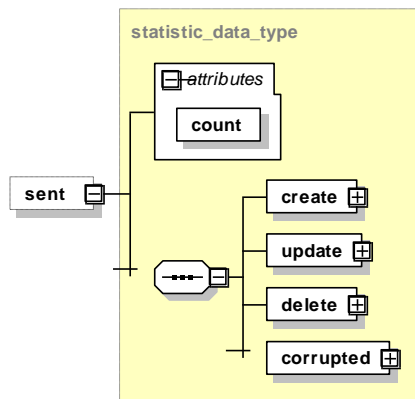 statistic_data_type
attributes
count
sent
create
update
delete
corrupted